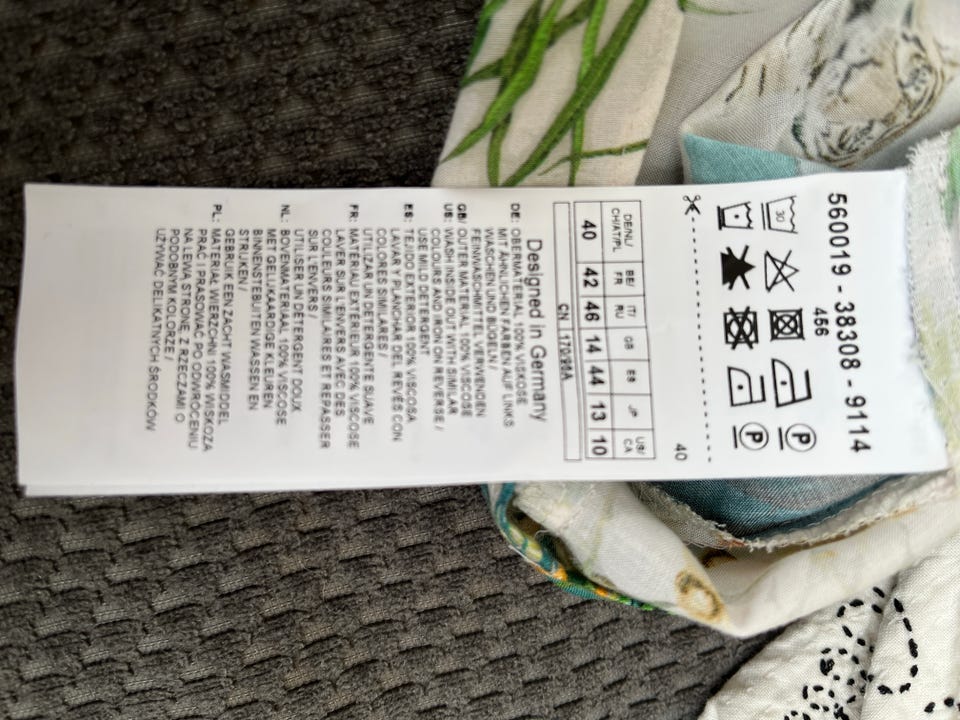 560019 - 38308 - 9114
456
30
P
P
40
DE/NL/CH/AT/PL BE/FR IT/RU GB ES JP US/CA
40 42 46 14 44 13 10
CN 170/98A
Designed in Germany
DE: OBERMATERIAL 100% VISKOSE
MIT ÄHNLICHEN FARBEN AUF LINKS
WASCHEN UND BÜGELN /
FEINWASCHMITTEL VERWENDEN
GB/ OUTER MATERIAL 100% VISCOSE
US: WASH INSIDE OUT WITH SIMILAR
COLOURS AND IRON ON REVERSE /
USE MILD DETERGENT
ES: TEJIDO EXTERIOR 100% VISCOSA
LAVAR Y PLANCHAR DEL REVÉS CON
COLORES SIMILARES /
UTILIZAR UN DETERGENTE SUAVE
FR: MATÉRIAU EXTÉRIEUR 100% VISCOSE
LAVER SUR L'ENVERS AVEC DES
COULEURS SIMILAIRES ET REPASSER
SUR L'ENVERS /
UTILISER UN DÉTERGENT DOUX
NL: BOVENMATERIAAL 100% VISCOSE
MET GELIJKAARDIGE KLEUREN
BINNENSTEBUITEN WASSEN EN
STRIJKEN /
GEBRUIK EEN ZACHT WASMIDDEL
PL: MATERIAŁ WIERZCHNI 100% WISKOZA
PRAĆ I PRASOWAĆ PO ODWRÓCENIU
NA LEWĄ STRONĘ, Z RZECZAMI O
PODOBNYM KOLORZE /
UŻYWAĆ DELIKATNYCH ŚRODKÓW